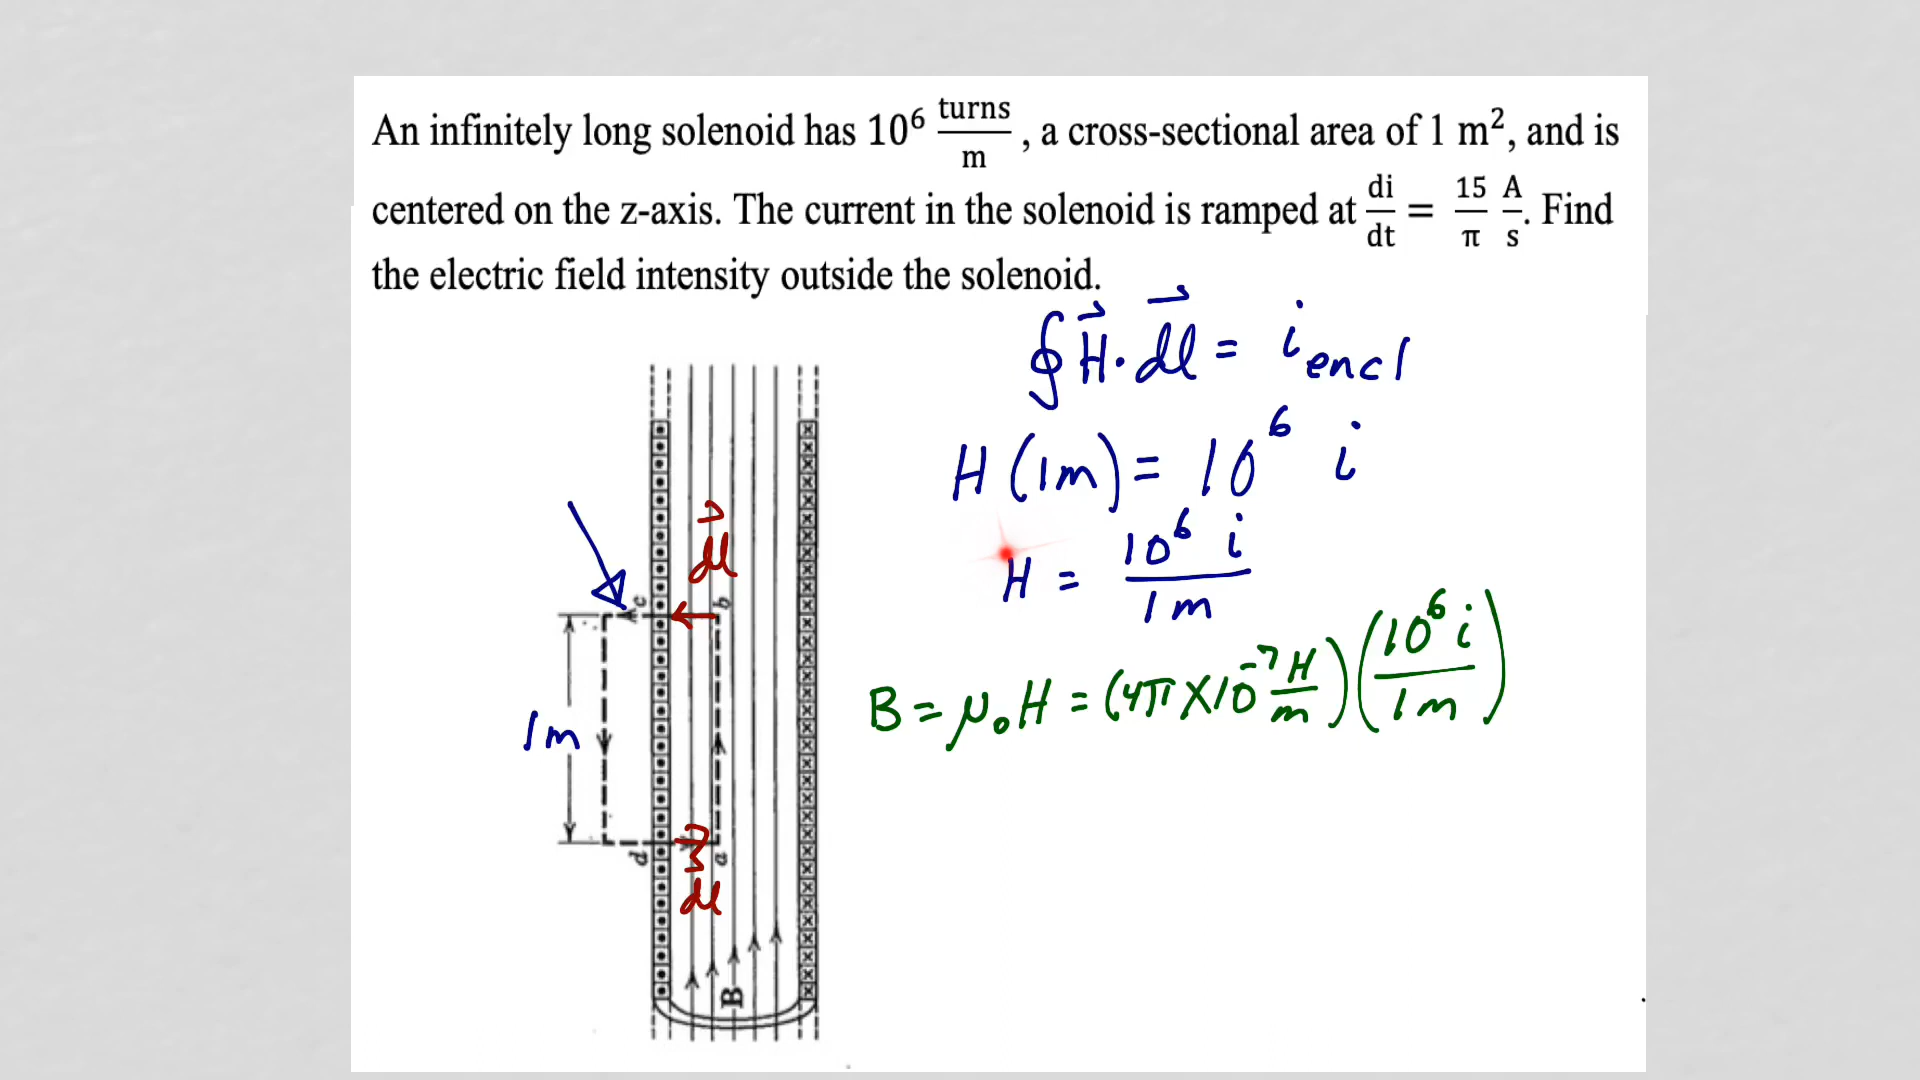 An infinitely long solenoid has 10⁶ turns/m, a cross-sectional area of 1 m², and is
centered on the z-axis. The current in the solenoid is ramped at di/dt = 15/π A/s. Find
the electric field intensity outside the solenoid.
∮ H⃗ · dl⃗ = i encl
H (1m) = 10⁶ i
H = 10⁶ i / 1m
B = μ₀H = (4π×10⁻⁷ H/m)(10⁶ i / 1m)
dl⃗
c
b
1m
d
a
dl⃗
B